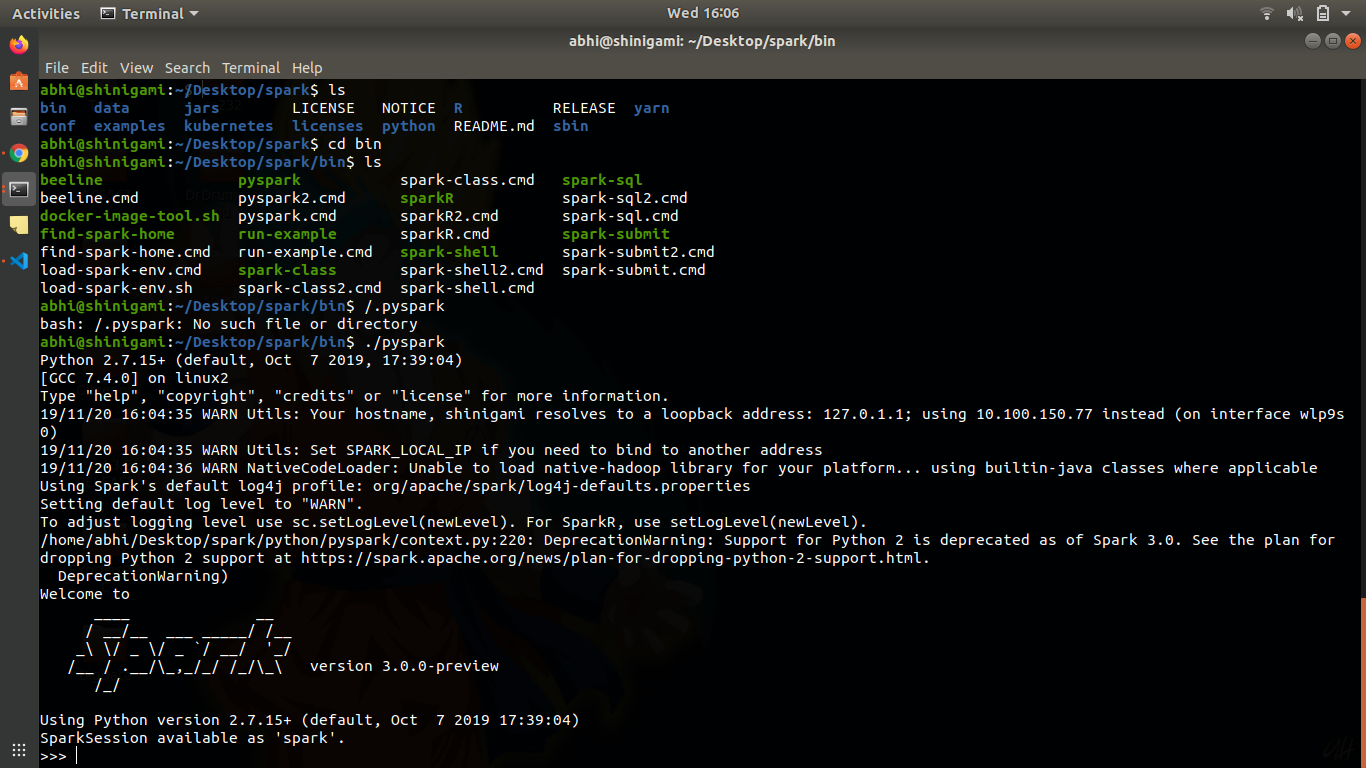 Activities Terminal Wed 16:06
abhi@shinigami: ~/Desktop/spark/bin
File Edit View Search Terminal Help
abhi@shinigami:~/Desktop/spark$ ls
bin data jars LICENSE NOTICE R RELEASE yarn
conf examples kubernetes licenses python README.md sbin
abhi@shinigami:~/Desktop/spark$ cd bin
abhi@shinigami:~/Desktop/spark/bin$ ls
beeline pyspark spark-class.cmd spark-sql
beeline.cmd pyspark2.cmd sparkR spark-sql2.cmd
docker-image-tool.sh pyspark.cmd sparkR2.cmd spark-sql.cmd
find-spark-home run-example sparkR.cmd spark-submit
find-spark-home.cmd run-example.cmd spark-shell spark-submit2.cmd
load-spark-env.cmd spark-class spark-shell2.cmd spark-submit.cmd
load-spark-env.sh spark-class2.cmd spark-shell.cmd
abhi@shinigami:~/Desktop/spark/bin$ /.pyspark
bash: /.pyspark: No such file or directory
abhi@shinigami:~/Desktop/spark/bin$ ./pyspark
Python 2.7.15+ (default, Oct  7 2019, 17:39:04)
[GCC 7.4.0] on linux2
Type "help", "copyright", "credits" or "license" for more information.
19/11/20 16:04:35 WARN Utils: Your hostname, shinigami resolves to a loopback address: 127.0.1.1; using 10.100.150.77 instead (on interface wlp9s
0)
19/11/20 16:04:35 WARN Utils: Set SPARK_LOCAL_IP if you need to bind to another address
19/11/20 16:04:36 WARN NativeCodeLoader: Unable to load native-hadoop library for your platform... using builtin-java classes where applicable
Using Spark's default log4j profile: org/apache/spark/log4j-defaults.properties
Setting default log level to "WARN".
To adjust logging level use sc.setLogLevel(newLevel). For SparkR, use setLogLevel(newLevel).
/home/abhi/Desktop/spark/python/pyspark/context.py:220: DeprecationWarning: Support for Python 2 is deprecated as of Spark 3.0. See the plan for
dropping Python 2 support at https://spark.apache.org/news/plan-for-dropping-python-2-support.html.
  DeprecationWarning)
Welcome to
      ____              __
     / __/__  ___ _____/ /__
    _\ \/ _ \/ _ `/ __/  '_/
   /__ / .__/\_,_/_/ /_/\_\   version 3.0.0-preview
      /_/
Using Python version 2.7.15+ (default, Oct  7 2019 17:39:04)
SparkSession available as 'spark'.
>>>